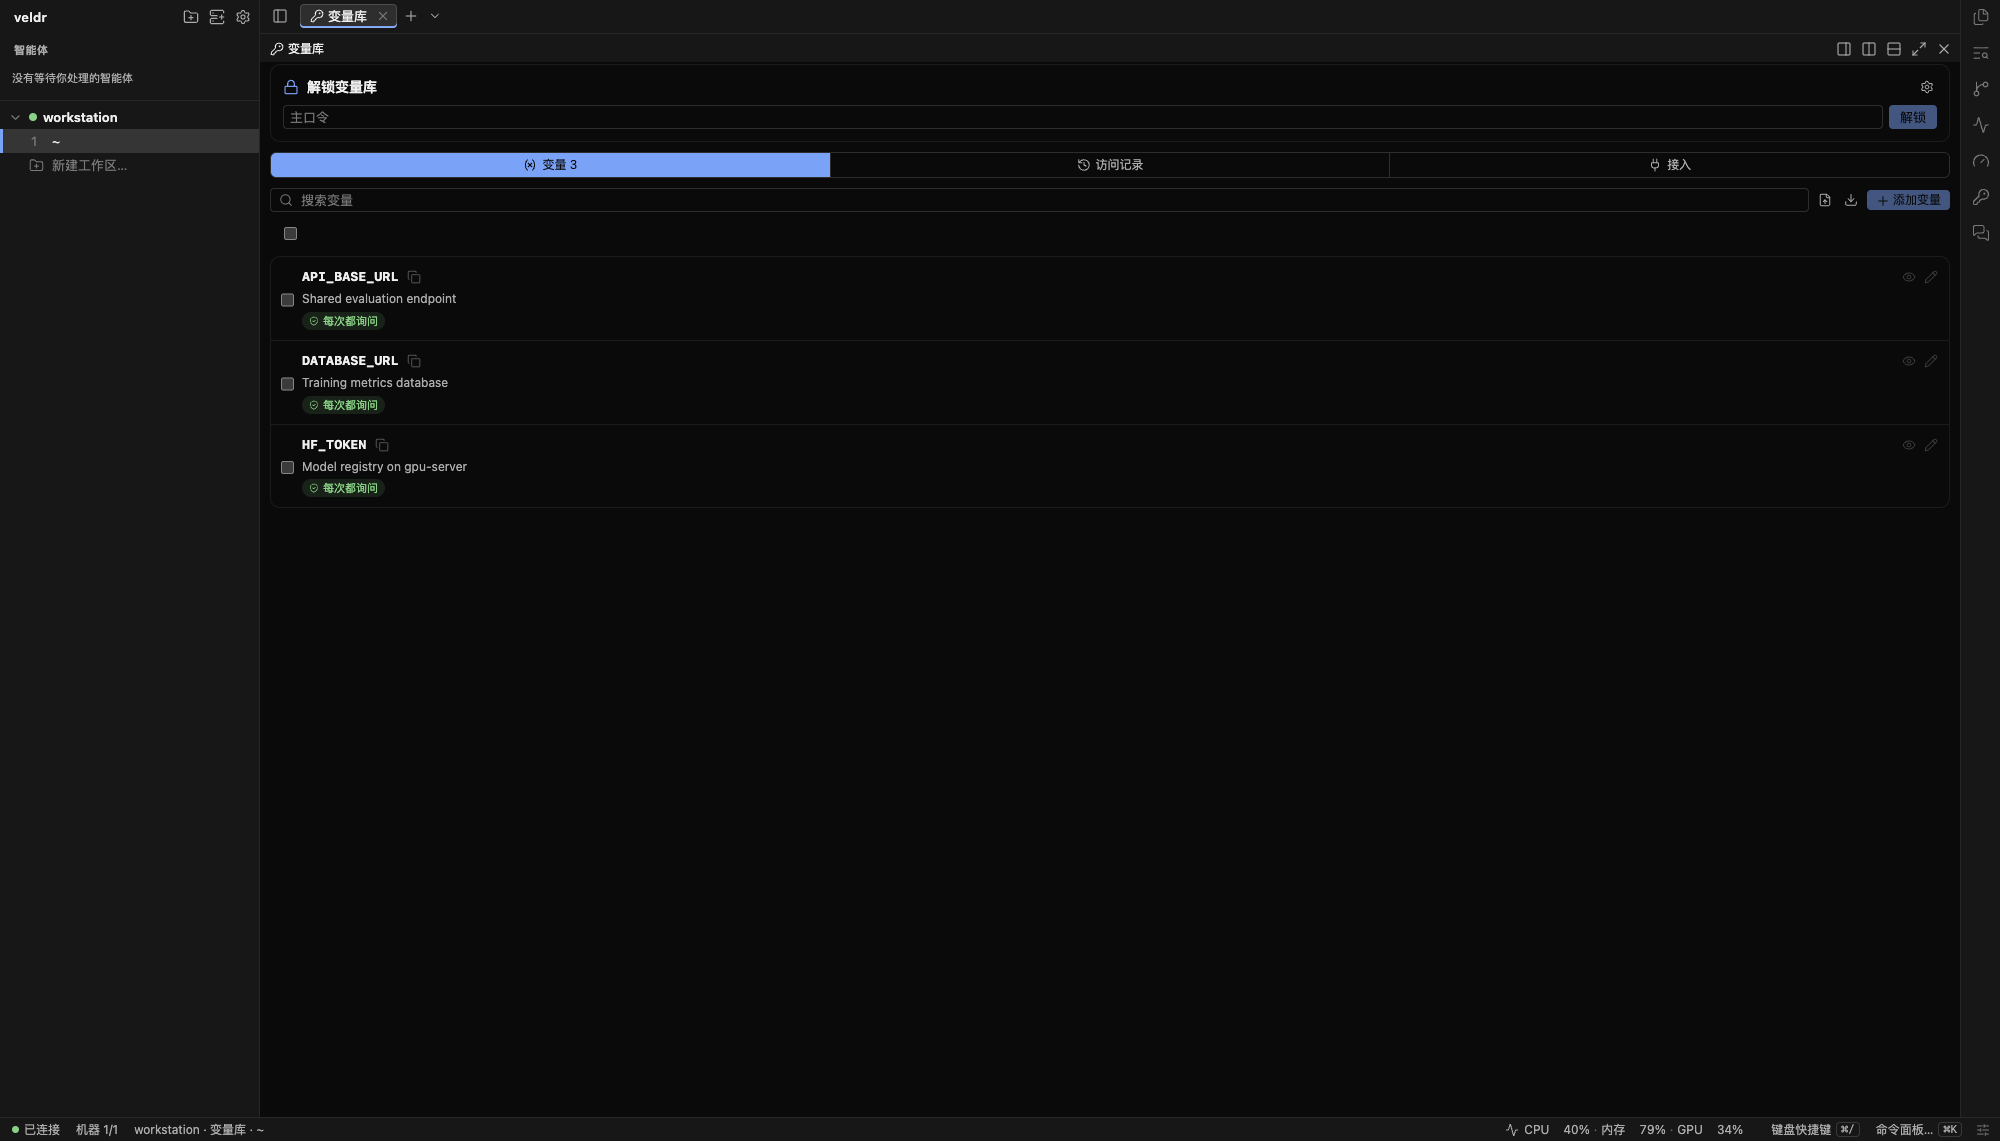 veldr
智能体
没有等待你处理的智能体
workstation
1 ~
新建工作区...
变量库
变量库
解锁变量库
主口令
解锁
变量 3
访问记录
接入
搜索变量
添加变量
API_BASE_URL
Shared evaluation endpoint
每次都询问
DATABASE_URL
Training metrics database
每次都询问
HF_TOKEN
Model registry on gpu-server
每次都询问
已连接 机器 1/1 workstation · 变量库 · ~
CPU 40% · 内存 79% · GPU 34% 键盘快捷键 ⌘/ 命令面板... ⌘K